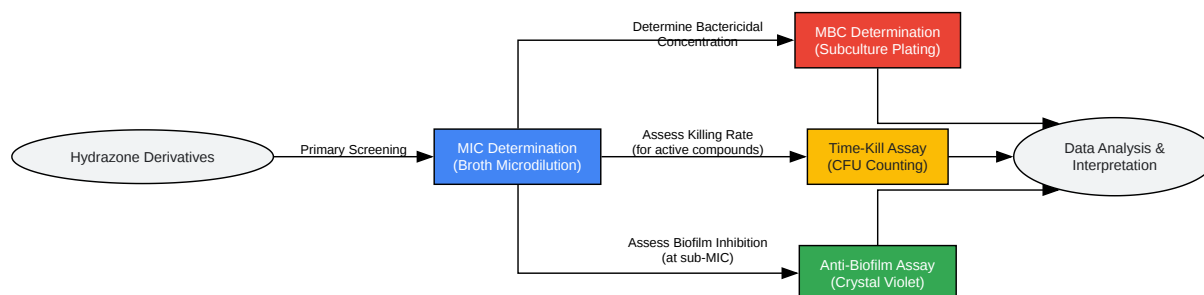 Hydrazone Derivatives
Primary Screening
MIC Determination
(Broth Microdilution)
Determine Bactericidal
Concentration
MBC Determination
(Subculture Plating)
Assess Killing Rate
(for active compounds)
Time-Kill Assay
(CFU Counting)
Assess Biofilm Inhibition
(at sub-MIC)
Anti-Biofilm Assay
(Crystal Violet)
Data Analysis &
Interpretation